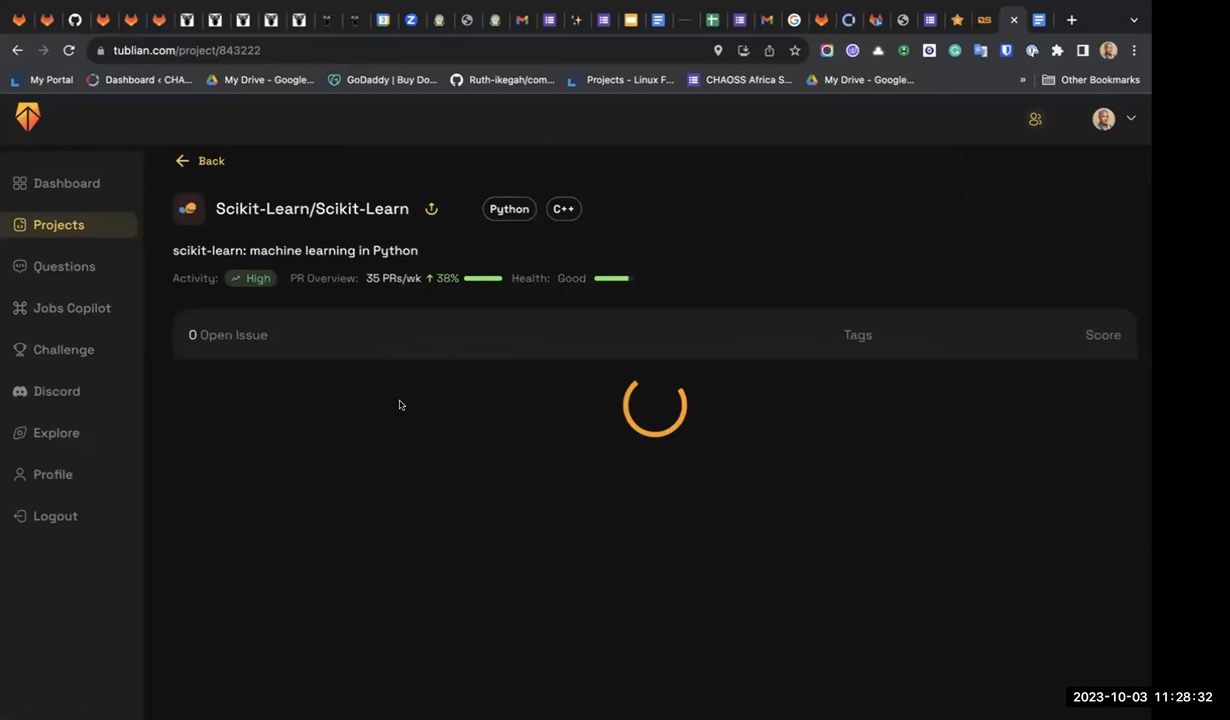 tublian.com/project/843222
My Portal
Dashboard < CHA...
My Drive - Google...
GoDaddy | Buy Do...
Ruth-ikegah/com...
Projects - Linux F...
CHAOSS Africa S...
My Drive - Google...
»
Other Bookmarks
Back
Dashboard
Projects
Questions
Jobs Copilot
Challenge
Discord
Explore
Profile
Logout
Scikit-Learn/Scikit-Learn
Python
C++
scikit-learn: machine learning in Python
Activity: High PR Overview: 35 PRs/wk ↑ 38% Health: Good
0 Open Issue Tags Score
2023-10-03 11:28:32